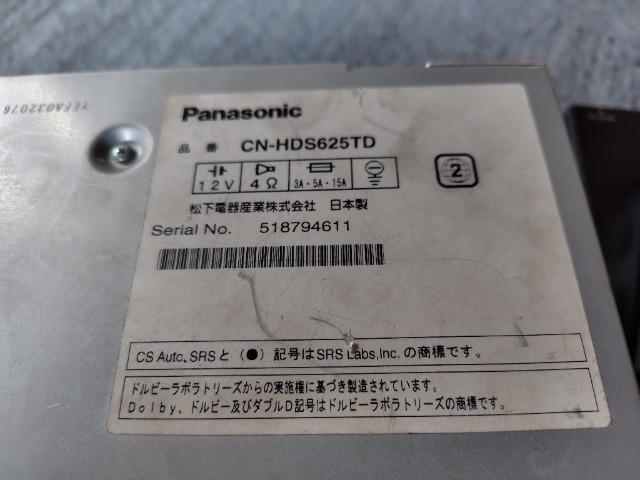 YEFA032076
Panasonic
品番 CN-HDS625TD
12V 4Ω 3A・5A・15A
2
松下電器産業株式会社 日本製
Serial No. 518794611
CS Auto、SRSと（●）記号はSRS Labs,Inc.の商標です。
ドルビーラボラトリーズからの実施権に基づき製造されています。
Dolby、ドルビー及びダブルD記号はドルビーラボラトリーズの商標です。